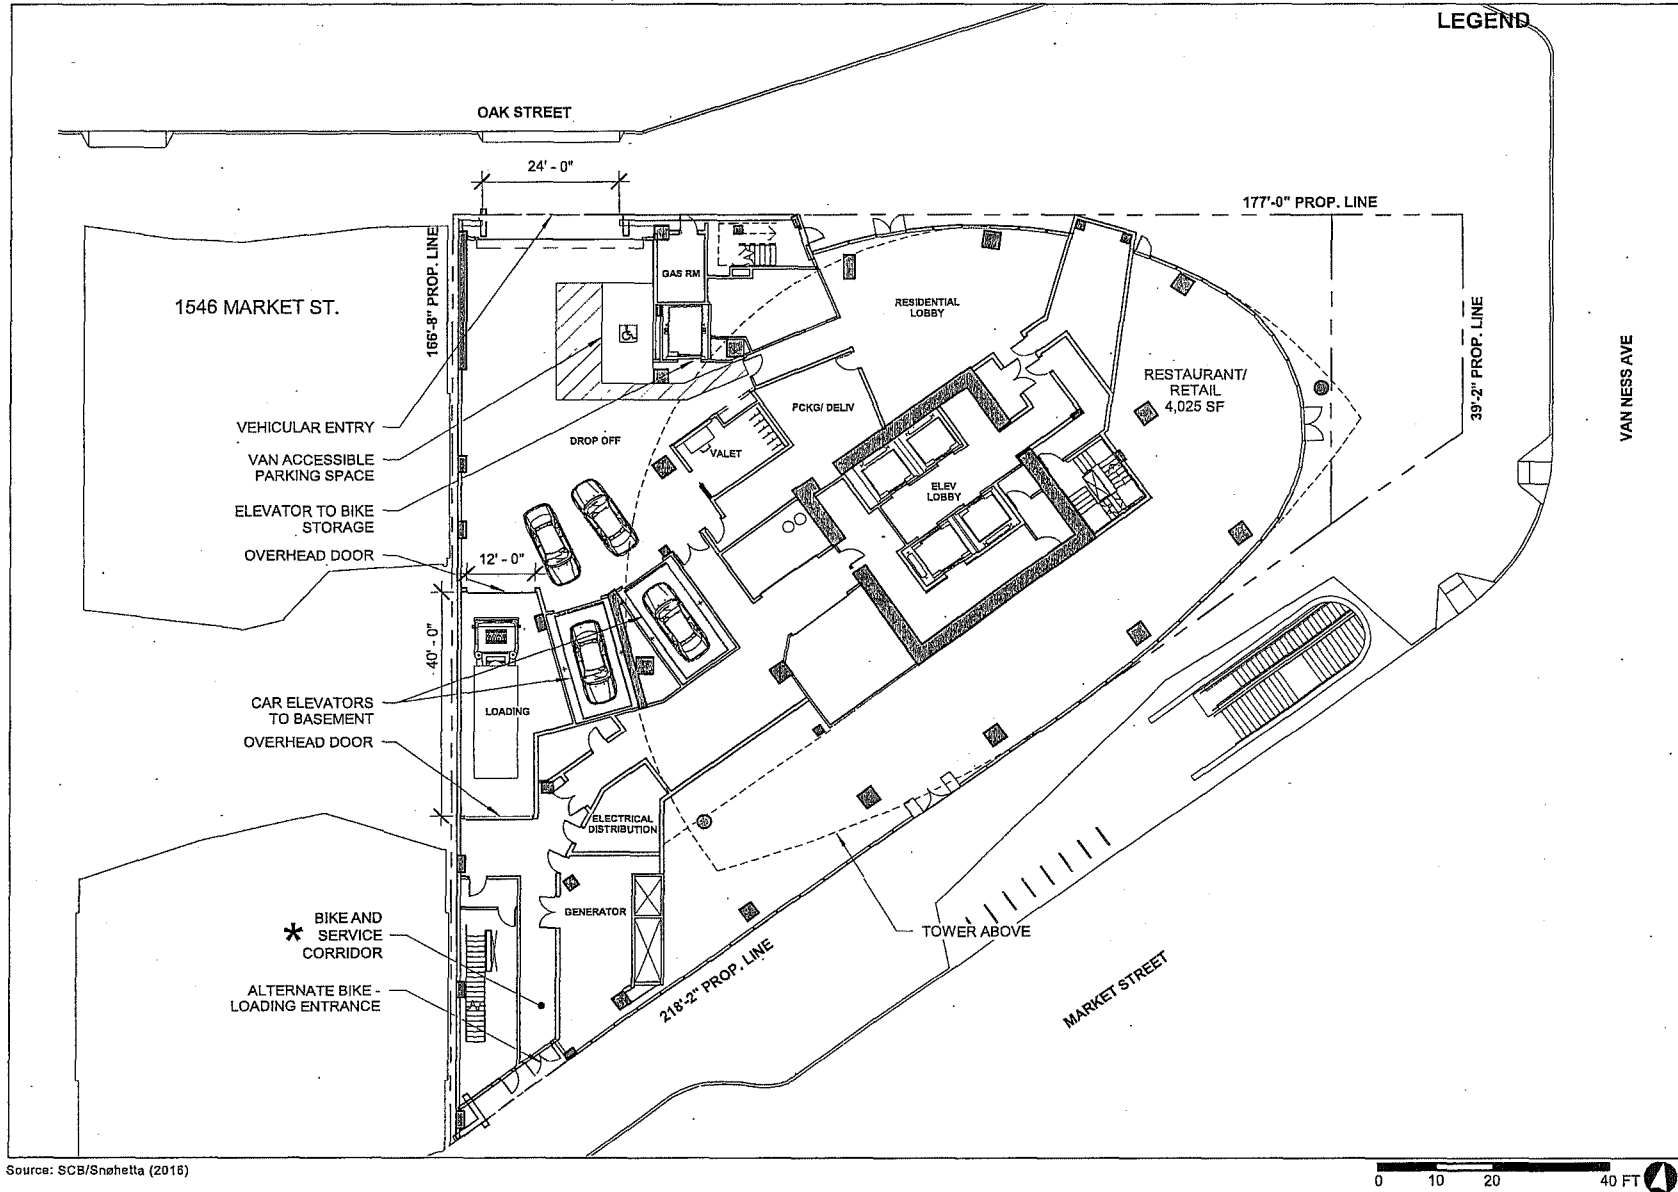 LEGEND
OAK STREET
24' - 0"
177'-0" PROP. LINE
166'-8" PROP. LINE
1546 MARKET ST.
GAS RM
RESIDENTIAL
LOBBY
39'-2" PROP. LINE
VAN NESS AVE
RESTAURANT/
RETAIL
4,025 SF
PCKG/ DELIV
VEHICULAR ENTRY
DROP OFF
VALET
VAN ACCESSIBLE
PARKING SPACE
ELEV
LOBBY
ELEVATOR TO BIKE
STORAGE
OVERHEAD DOOR
12' - 0"
40' - 0"
CAR ELEVATORS
TO BASEMENT
LOADING
OVERHEAD DOOR
ELECTRICAL
DISTRIBUTION
GENERATOR
* BIKE AND
SERVICE
CORRIDOR
TOWER ABOVE
218'-2" PROP. LINE
MARKET STREET
ALTERNATE BIKE -
LOADING ENTRANCE
Source: SCB/Snøhetta (2016)
0 10 20 40 FT